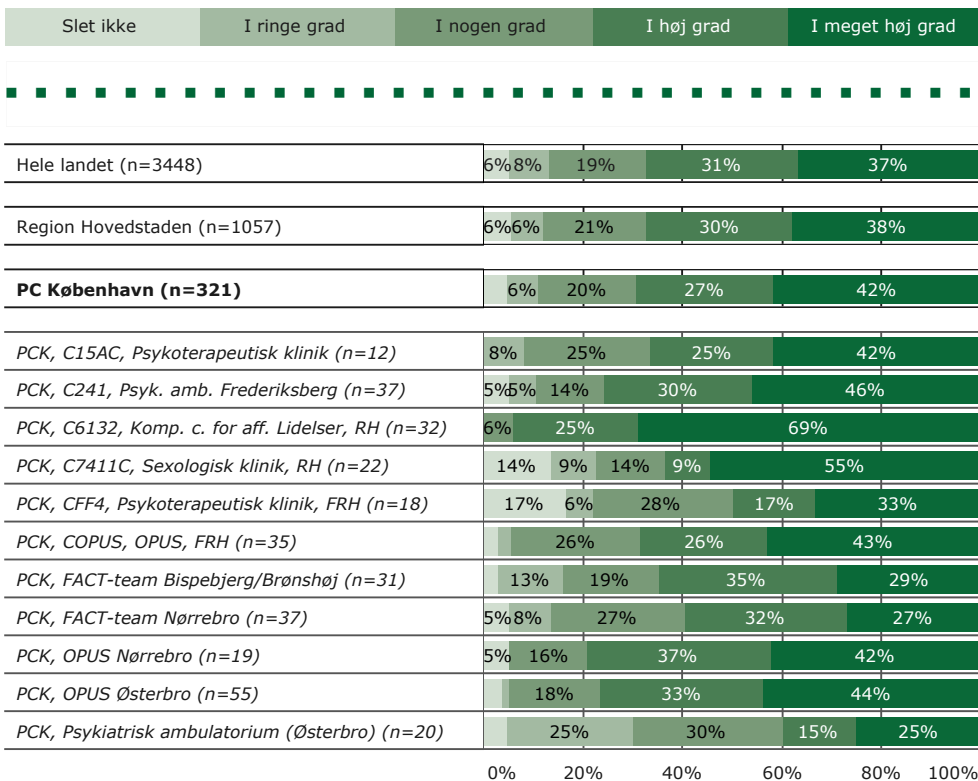 Slet ikke I ringe grad I nogen grad I høj grad I meget høj grad
Hele landet (n=3448) 6% 8% 19% 31% 37%
Region Hovedstaden (n=1057) 6% 6% 21% 30% 38%
PC København (n=321) 6% 20% 27% 42%
PCK, C15AC, Psykoterapeutisk klinik (n=12) 8% 25% 25% 42%
PCK, C241, Psyk. amb. Frederiksberg (n=37) 5% 5% 14% 30% 46%
PCK, C6132, Komp. c. for aff. Lidelser, RH (n=32) 6% 25% 69%
PCK, C7411C, Sexologisk klinik, RH (n=22) 14% 9% 14% 9% 55%
PCK, CFF4, Psykoterapeutisk klinik, FRH (n=18) 17% 6% 28% 17% 33%
PCK, COPUS, OPUS, FRH (n=35) 26% 26% 43%
PCK, FACT-team Bispebjerg/Brønshøj (n=31) 13% 19% 35% 29%
PCK, FACT-team Nørrebro (n=37) 5% 8% 27% 32% 27%
PCK, OPUS Nørrebro (n=19) 5% 16% 37% 42%
PCK, OPUS Østerbro (n=55) 18% 33% 44%
PCK, Psykiatrisk ambulatorium (Østerbro) (n=20) 25% 30% 15% 25%
0% 20% 40% 60% 80% 100%